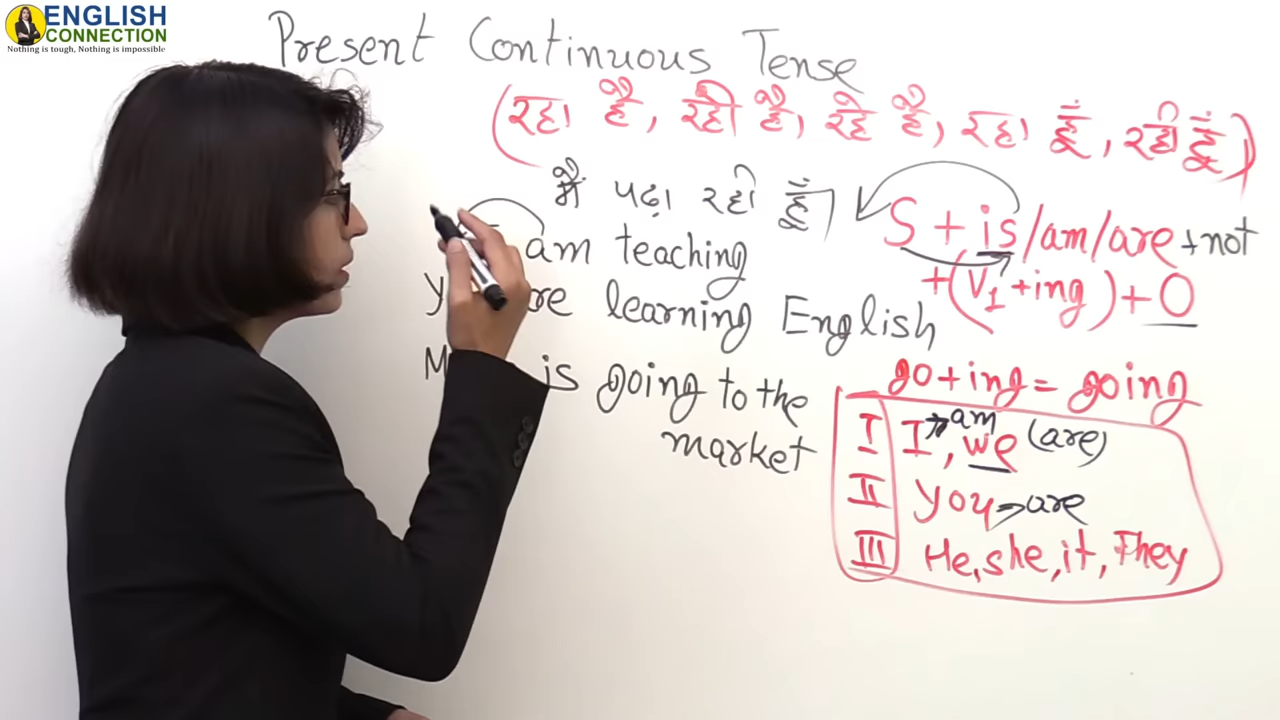 ENGLISH
CONNECTION
Nothing is tough, Nothing is impossible
Present Continuous Tense
(रहा है, रही है, रहे है, रहा हूँ, रही हूँ)
मैं पढ़ा रही हूँ।
am teaching
learning English
is going to the
market
S + is/am/are + not
+ (V1 + ing) + O
go + ing = going
I I → am, we (are)
II You → are
III He, she, it, They